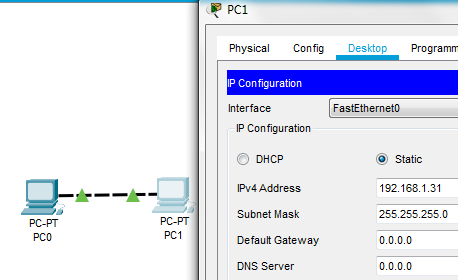 PC1
Physical Config Desktop Programm
IP Configuration
Interface FastEthernet0
IP Configuration
DHCP Static
IPv4 Address 192.168.1.31
Subnet Mask 255.255.255.0
Default Gateway 0.0.0.0
DNS Server 0.0.0.0
PC-PT
PC0
PC-PT
PC1